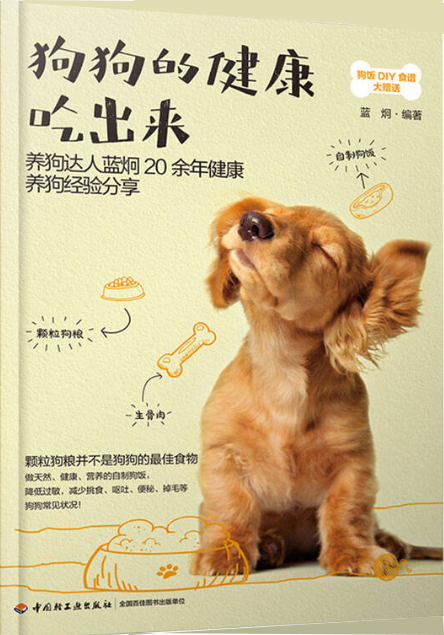 狗狗的健康
吃出来
狗饭 DIY 食谱
大赠送
蓝 炯·编著
养狗达人蓝炯 20 余年健康
养狗经验分享
自制狗饭
颗粒狗粮
生骨肉
颗粒狗粮并不是狗狗的最佳食物
做天然、健康、营养的自制狗饭，
降低过敏，减少挑食、呕吐、便秘、掉毛等
狗狗常见状况！
中国轻工业出版社
全国百佳图书出版单位